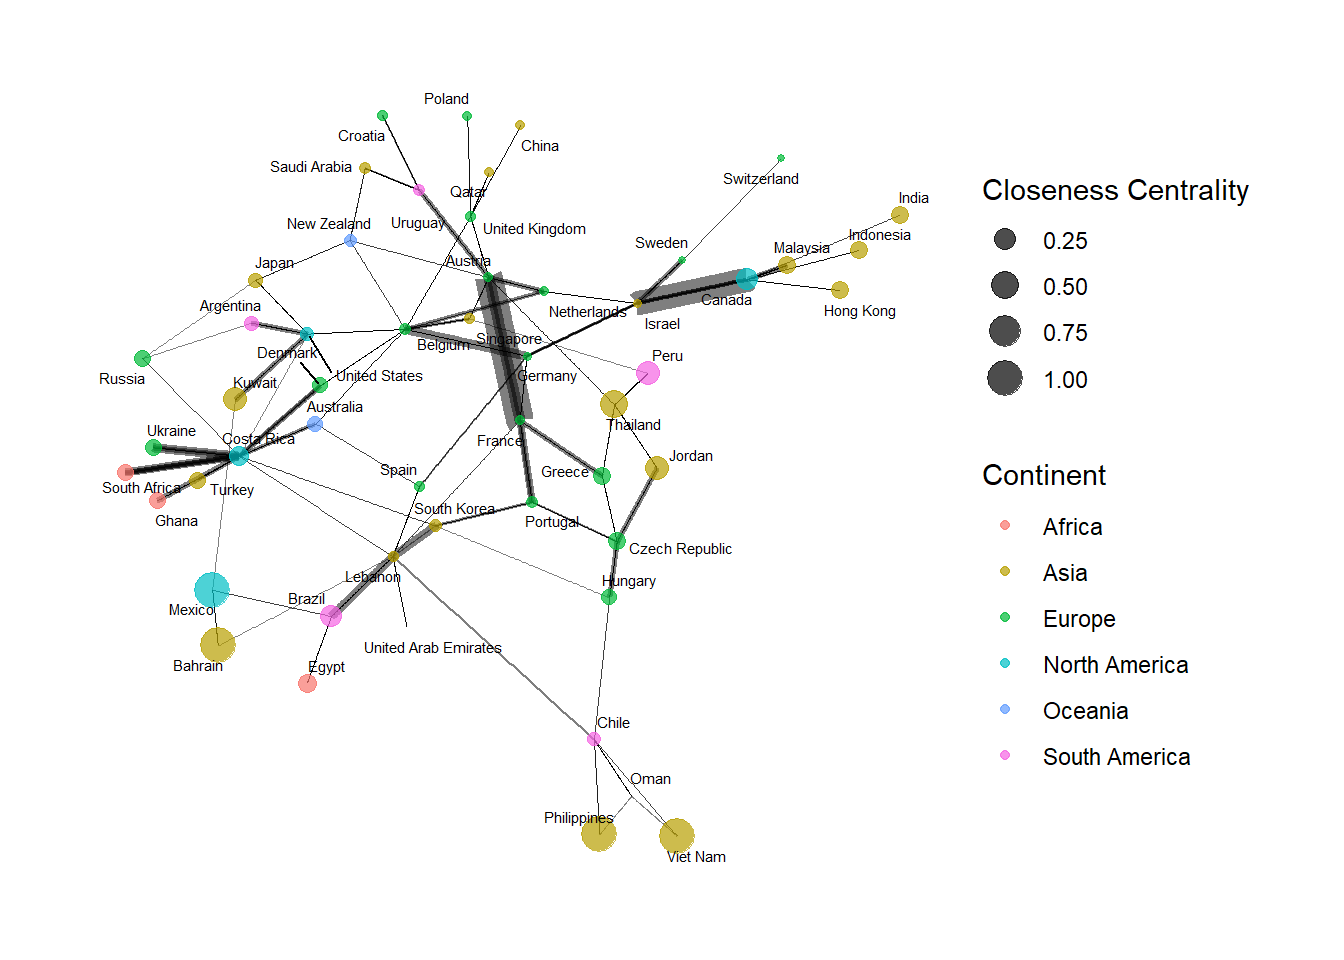 Poland
Croatia
China
Saudi Arabia
Switzerland
Qatar
India
New Zealand
Uruguay
United Kingdom
Indonesia
Sweden
Malaysia
Austria
Japan
Argentina
Canada
Netherlands
Hong Kong
Israel
Singapore
Belgium
Denmark
Peru
Russia
Kuwait
United States
Germany
Australia
Thailand
Ukraine
Costa Rica
France
Jordan
Spain
Greece
South Africa
Turkey
South Korea
Ghana
Portugal
Czech Republic
Lebanon
Hungary
Brazil
Mexico
United Arab Emirates
Bahrain
Egypt
Chile
Oman
Philippines
Viet Nam
Closeness Centrality
0.25
0.50
0.75
1.00
Continent
Africa
Asia
Europe
North America
Oceania
South America